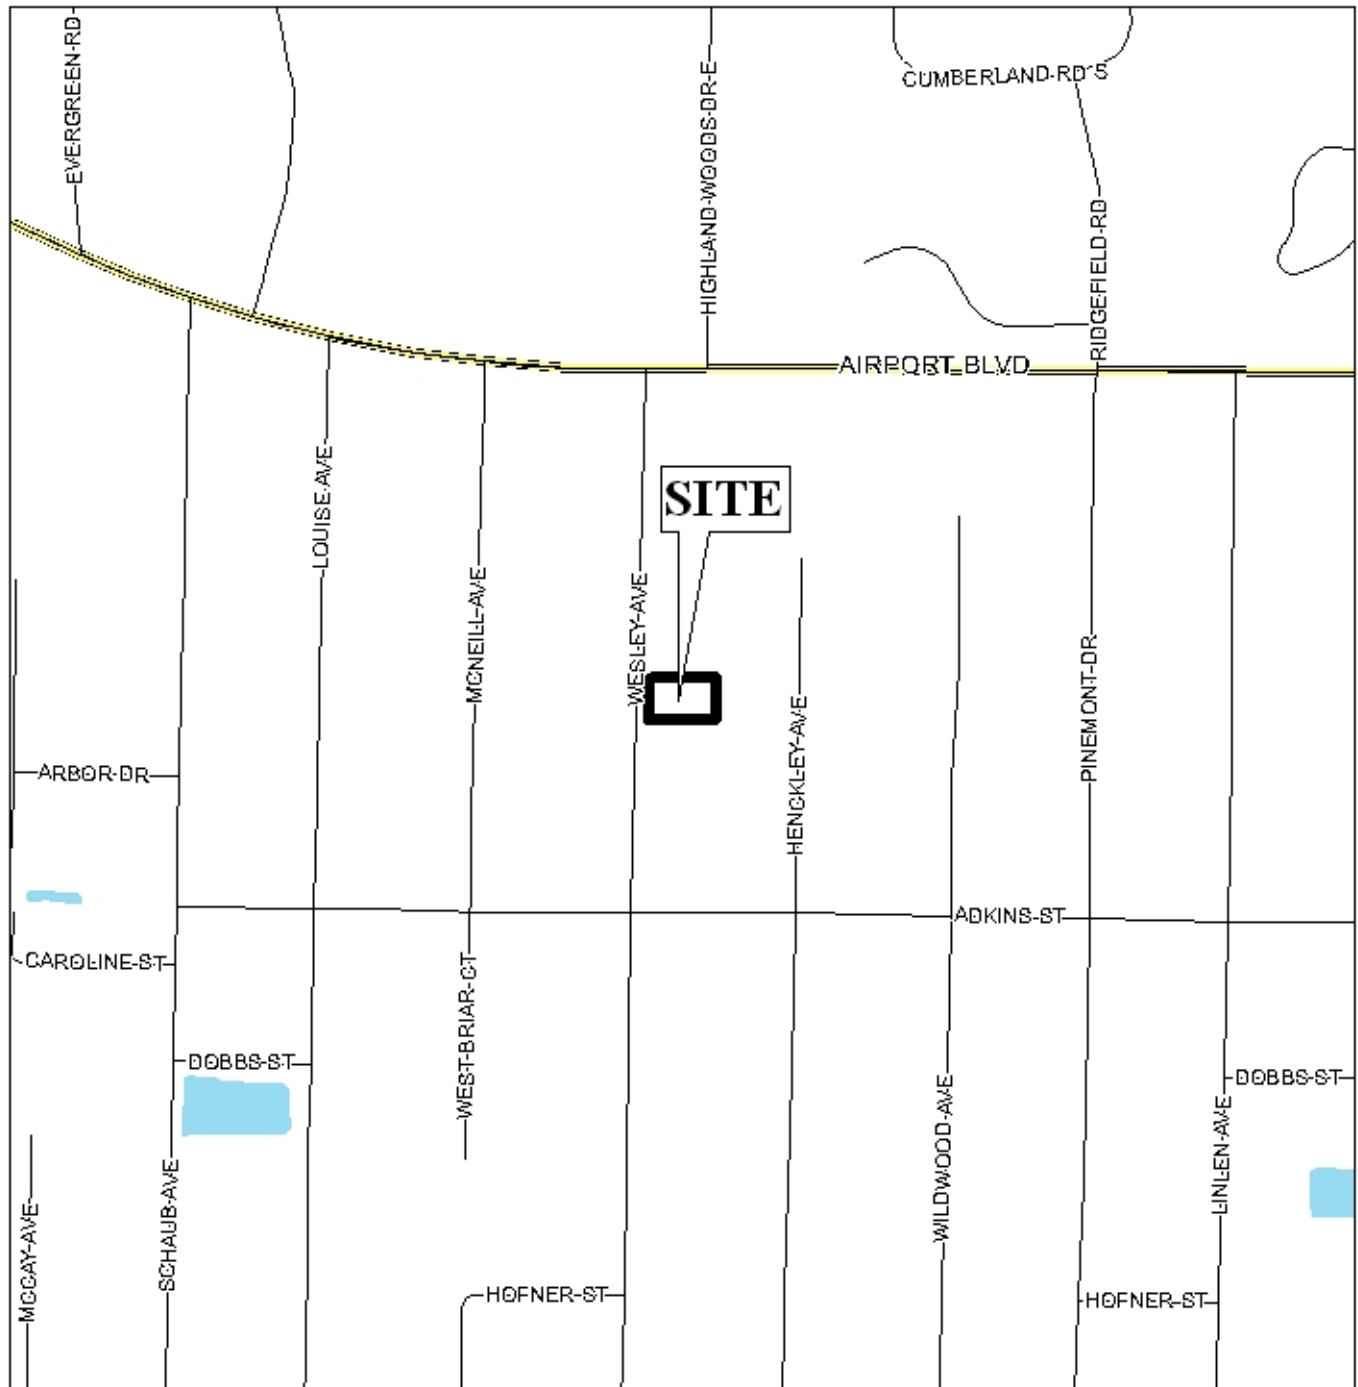 EVERGREEN RD
HIGHLAND WOODS DR E
CUMBERLAND RD S
RIDGEFIELD RD
AIRPORT BLVD
LOUISE AVE
SITE
MCNEILL AVE
WESLEY AVE
PINEMONT DR
HENCKLEY AVE
ARBOR DR
ADKINS ST
CAROLINE ST
WEST BRIAR CT
DOBBS ST
DOBBS ST
WILDWOOD AVE
LINLEN AVE
SCHAUB AVE
MCCAY AVE
HOFNER ST
HOFNER ST